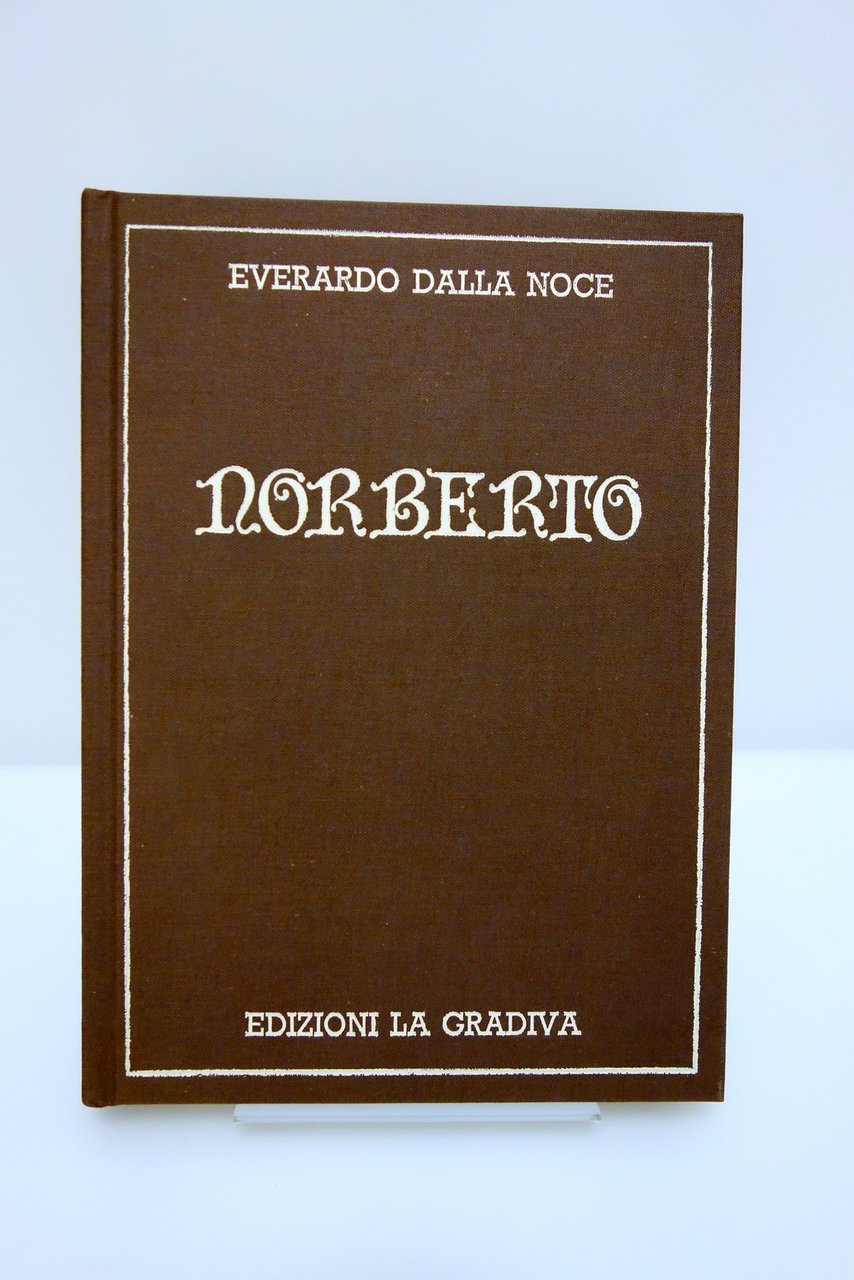 EVERARDO DALLA NOCE
NORBERTO
EDIZIONI LA GRADIVA